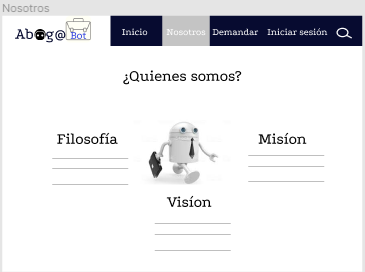 Nosotros
Ab g@ Bot
Inicio
Nosotros
Demandar
Iniciar sesión
¿Quienes somos?
Filosofía
Misíon
Visíon